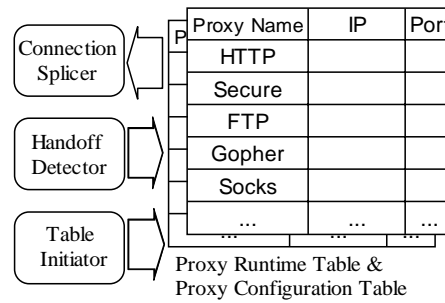 Connection
Splicer
Handoff
Detector
Table
Initiator
P
Proxy Name IP Port
HTTP
Secure
FTP
Gopher
Socks
... ... ...
... ... ...
Proxy Runtime Table &
Proxy Configuration Table